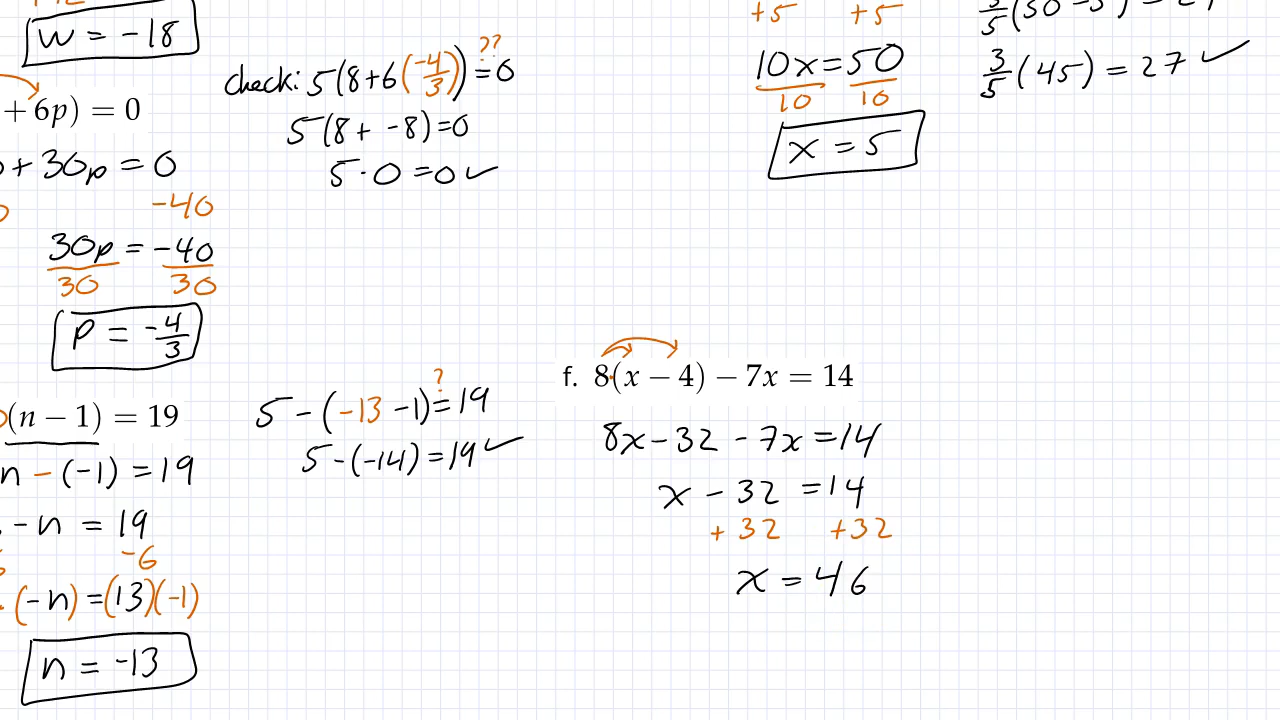 w = -18
+ 6p) = 0
+ 30p = 0
-40
30p = -40
30 30
p = -4/3
check: 5(8+6(-4/3)) = 0
??
5(8 + -8) = 0
5 · 0 = 0 ✓
(n − 1) = 19
n - (-1) = 19
- n = 19
-6
(-n) = (13)(-1)
n = -13
?
5 - (-13 -1) = 19
5 - (-14) = 19 ✓
+5 +5
10x = 50
10 10
x = 5
3/5 (45) = 27 ✓
f. 8(x − 4) − 7x = 14
8x - 32 - 7x = 14
x - 32 = 14
+ 32 + 32
x = 46